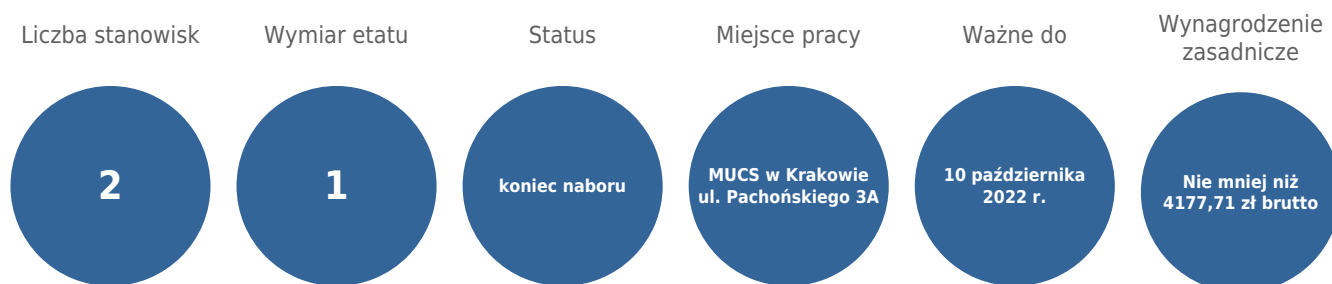 Liczba stanowisk
2
Wymiar etatu
1
Status
koniec naboru
Miejsce pracy
MUCS w Krakowie
ul. Pachońskiego 3A
Ważne do
10 października
2022 r.
Wynagrodzenie
zasadnicze
Nie mniej niż
4177,71 zł brutto